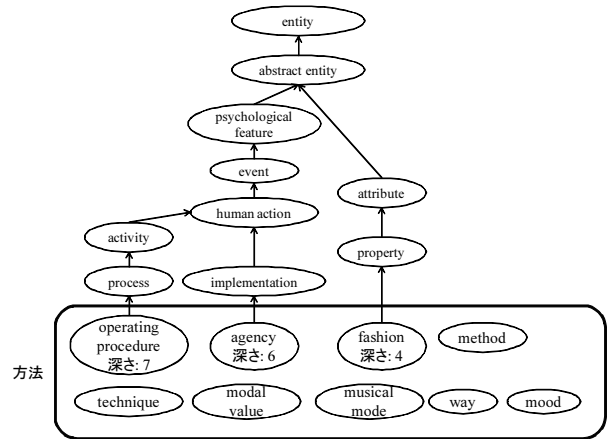 entity
abstract entity
psychological
feature
event
attribute
human action
activity
property
process
implementation
operating
procedure
深さ: 7
agency
深さ: 6
fashion
深さ: 4
method
方法
technique
modal
value
musical
mode
way
mood